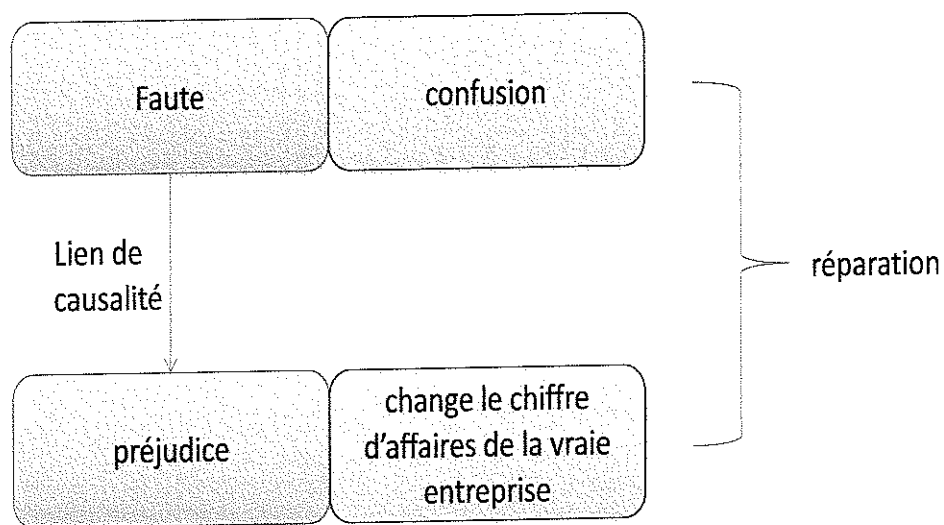 Faute
confusion
Lien de
causalité
réparation
préjudice
change le chiffre
d'affaires de la vraie
entreprise